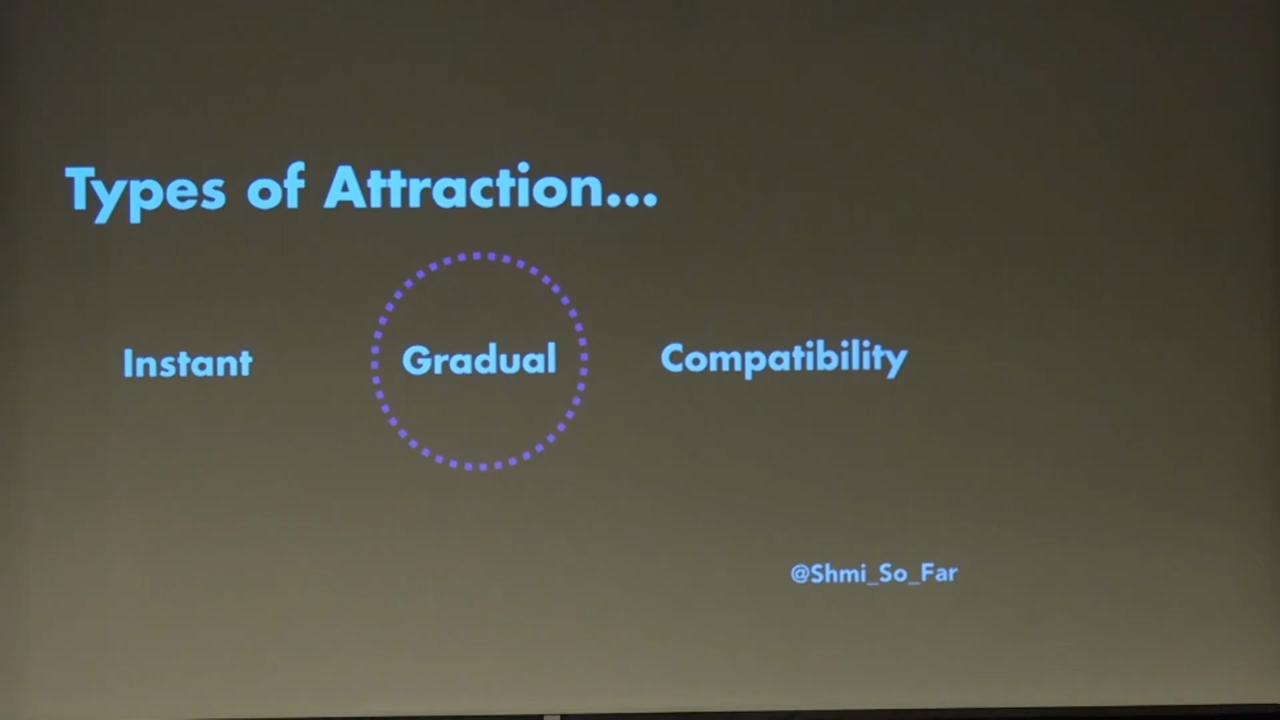 Types of Attraction...
Instant Gradual Compatibility
@Shmi_So_Far